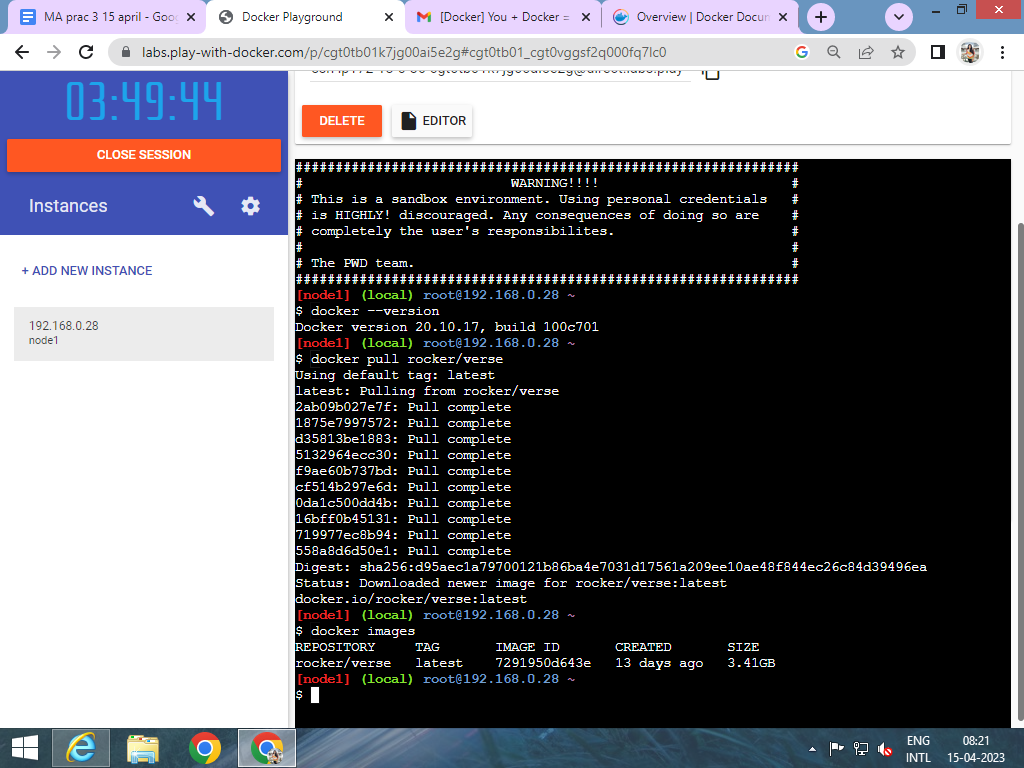 MA prac 3 15 april - Goo
Docker Playground
[Docker] You + Docker =
Overview | Docker Docum
labs.play-with-docker.com/p/cgt0tb01k7jg00ai5e2g#cgt0tb01_cgt0vggsf2q000fq7lc0
03:49:44
CLOSE SESSION
Instances
+ ADD NEW INSTANCE
192.168.0.28
node1
DELETE
EDITOR
###############################################################
# WARNING!!!! #
# This is a sandbox environment. Using personal credentials #
# is HIGHLY! discouraged. Any consequences of doing so are #
# completely the user's responsibilites. #
# #
# The PWD team. #
###############################################################
[node1] (local) root@192.168.0.28 ~
$ docker --version
Docker version 20.10.17, build 100c701
[node1] (local) root@192.168.0.28 ~
$ docker pull rocker/verse
Using default tag: latest
latest: Pulling from rocker/verse
2ab09b027e7f: Pull complete
1875e7997572: Pull complete
d35813be1883: Pull complete
5132964ecc30: Pull complete
f9ae60b737bd: Pull complete
cf514b297e6d: Pull complete
0da1c500dd4b: Pull complete
16bff0b45131: Pull complete
719977ec8b94: Pull complete
558a8d6d50e1: Pull complete
Digest: sha256:d95aec1a79700121b86ba4e7031d17561a209ee10ae48f844ec26c84d39496ea
Status: Downloaded newer image for rocker/verse:latest
docker.io/rocker/verse:latest
[node1] (local) root@192.168.0.28 ~
$ docker images
REPOSITORY TAG IMAGE ID CREATED SIZE
rocker/verse latest 7291950d643e 13 days ago 3.41GB
[node1] (local) root@192.168.0.28 ~
$
ENG 08:21
INTL 15-04-2023